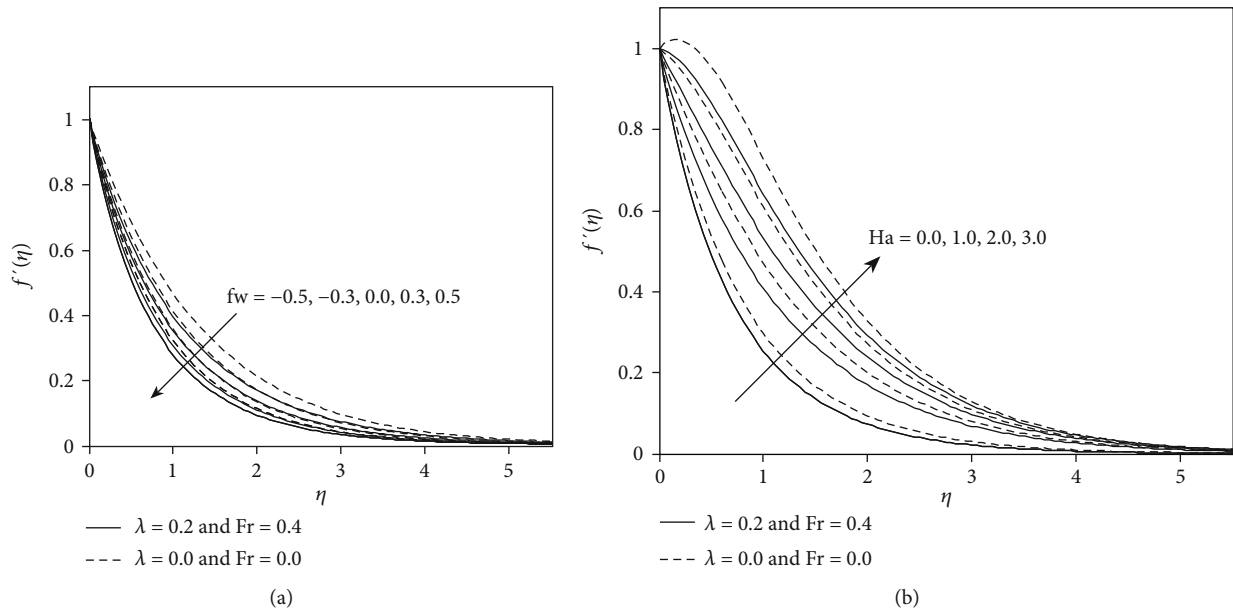 1
0.8
0.6
0.4
0.2
0
f ′(η)
fw = −0.5, −0.3, 0.0, 0.3, 0.5
0 1 2 3 4 5
η
λ = 0.2 and Fr = 0.4
λ = 0.0 and Fr = 0.0
(a)
1
0.8
0.6
0.4
0.2
0
f ′(η)
Ha = 0.0, 1.0, 2.0, 3.0
0 1 2 3 4 5
η
λ = 0.2 and Fr = 0.4
λ = 0.0 and Fr = 0.0
(b)